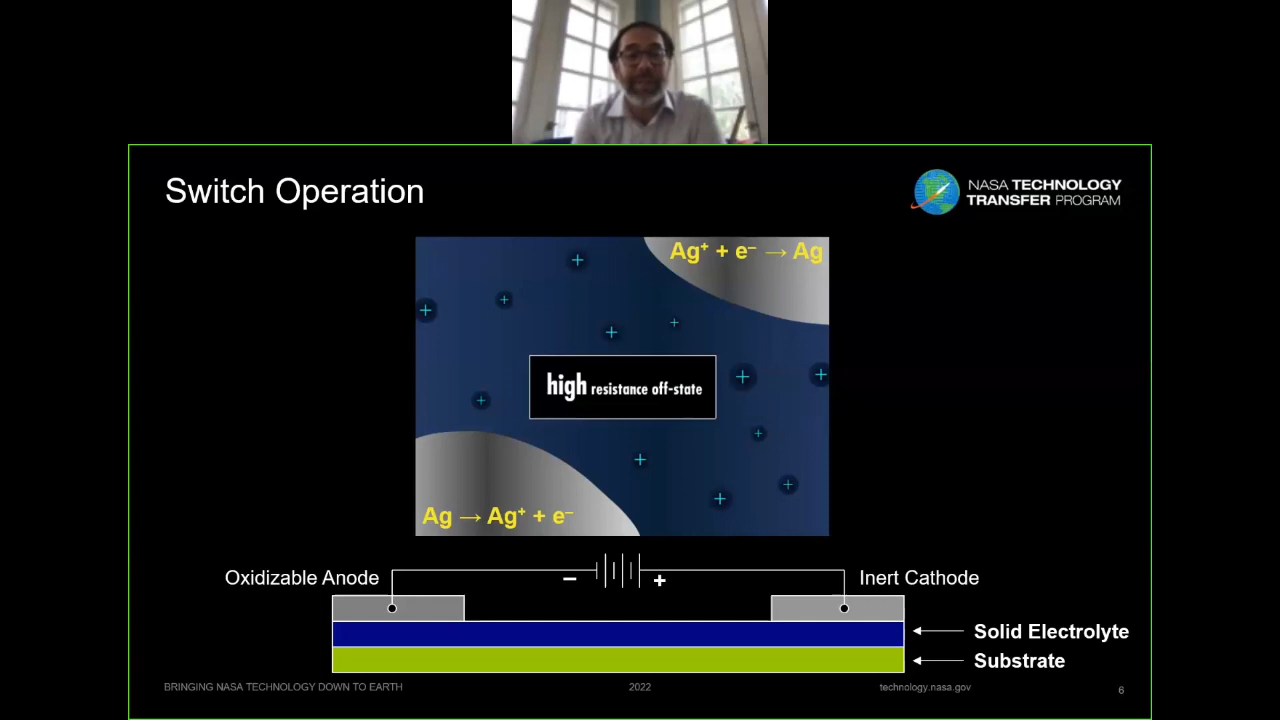 Switch Operation
NASA TECHNOLOGY
TRANSFER PROGRAM
Ag⁺ + e⁻ → Ag
high resistance off-state
Ag → Ag⁺ + e⁻
Oxidizable Anode
− +
Inert Cathode
Solid Electrolyte
Substrate
BRINGING NASA TECHNOLOGY DOWN TO EARTH
2022
technology.nasa.gov
6